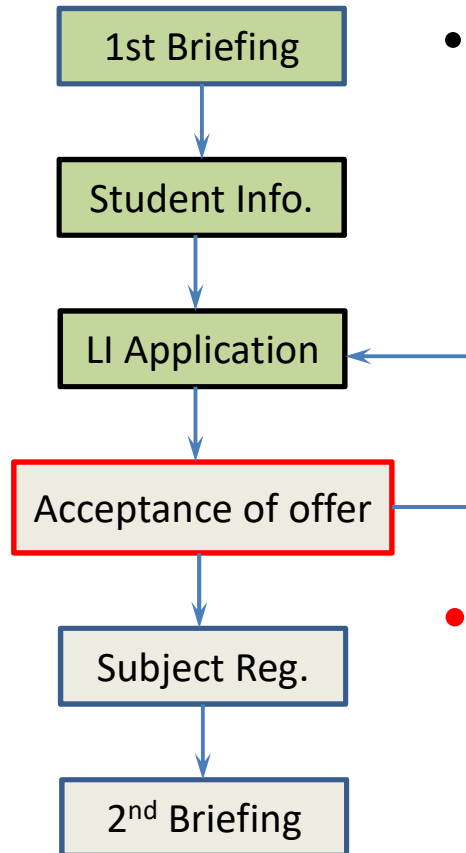 1st Briefing
Student Info.
LI Application
Acceptance of offer
Subject Reg.
2nd Briefing